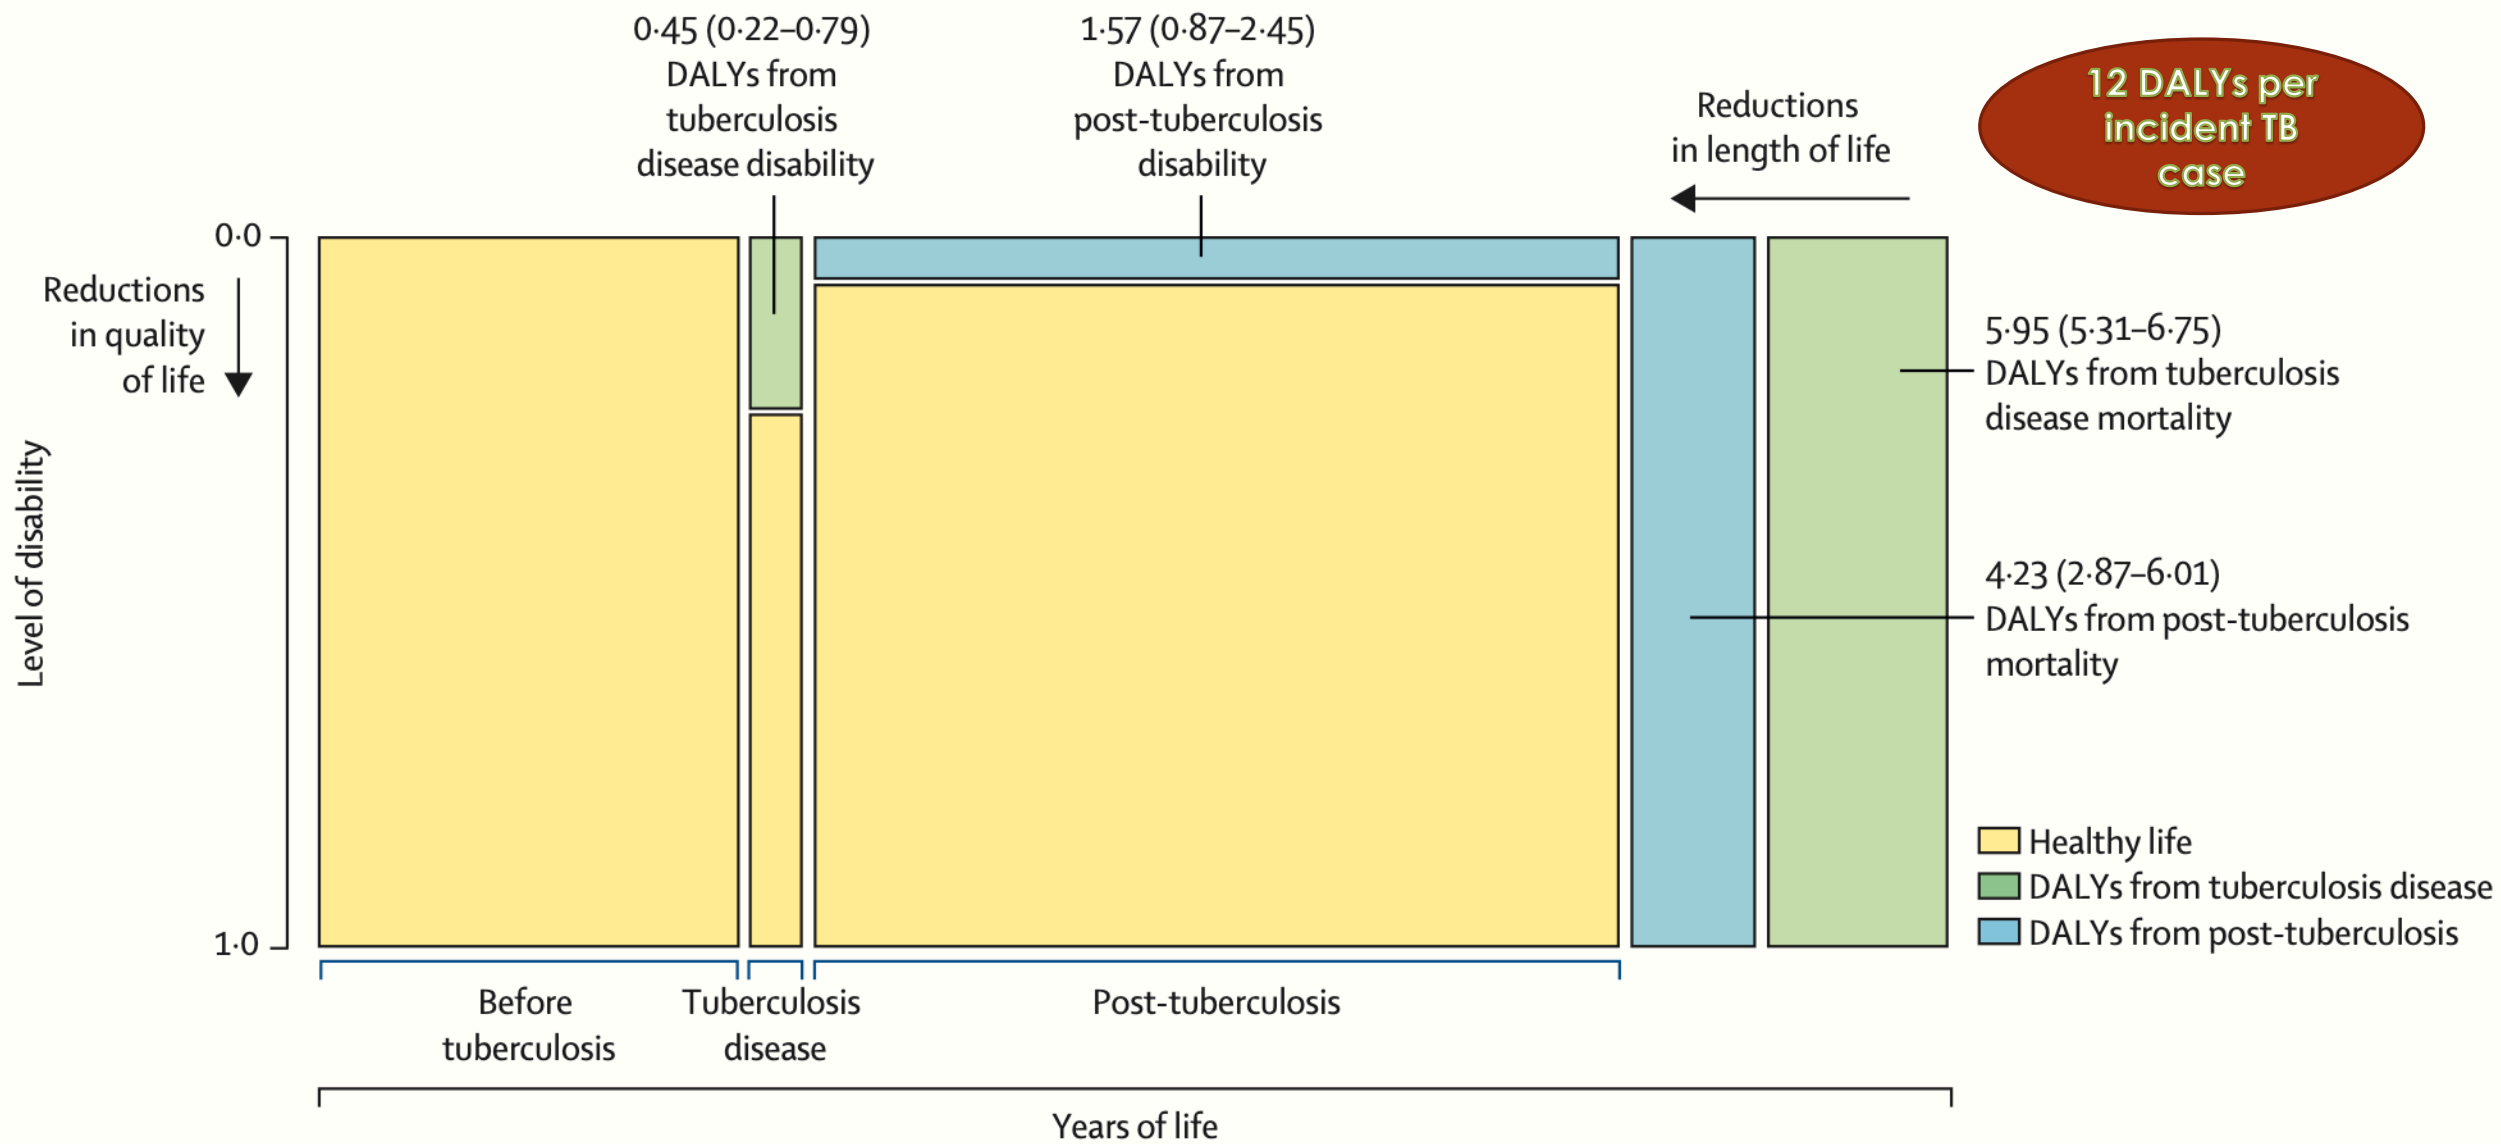 0·45 (0·22–0·79)
DALYs from
tuberculosis
disease disability
1·57 (0·87–2·45)
DALYs from
post-tuberculosis
disability
Reductions
in length of life
12 DALYs per
incident TB
case
0·0
Reductions
in quality
of life
Level of disability
1·0
5·95 (5·31–6·75)
DALYs from tuberculosis
disease mortality
4·23 (2·87–6·01)
DALYs from post-tuberculosis
mortality
Healthy life
DALYs from tuberculosis disease
DALYs from post-tuberculosis
Before
tuberculosis
Tuberculosis
disease
Post-tuberculosis
Years of life